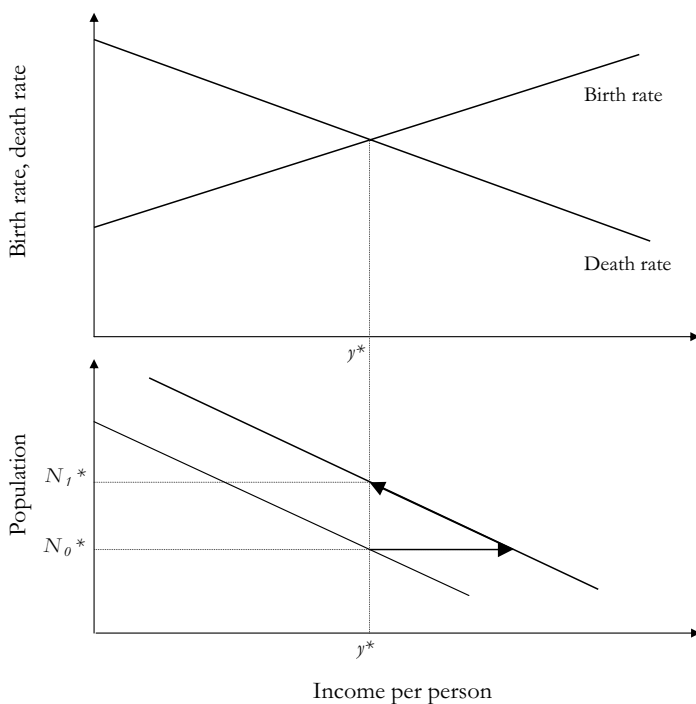 Birth rate, death rate
Birth rate
Death rate
y*
Population
N₁*
N₀*
y*
Income per person